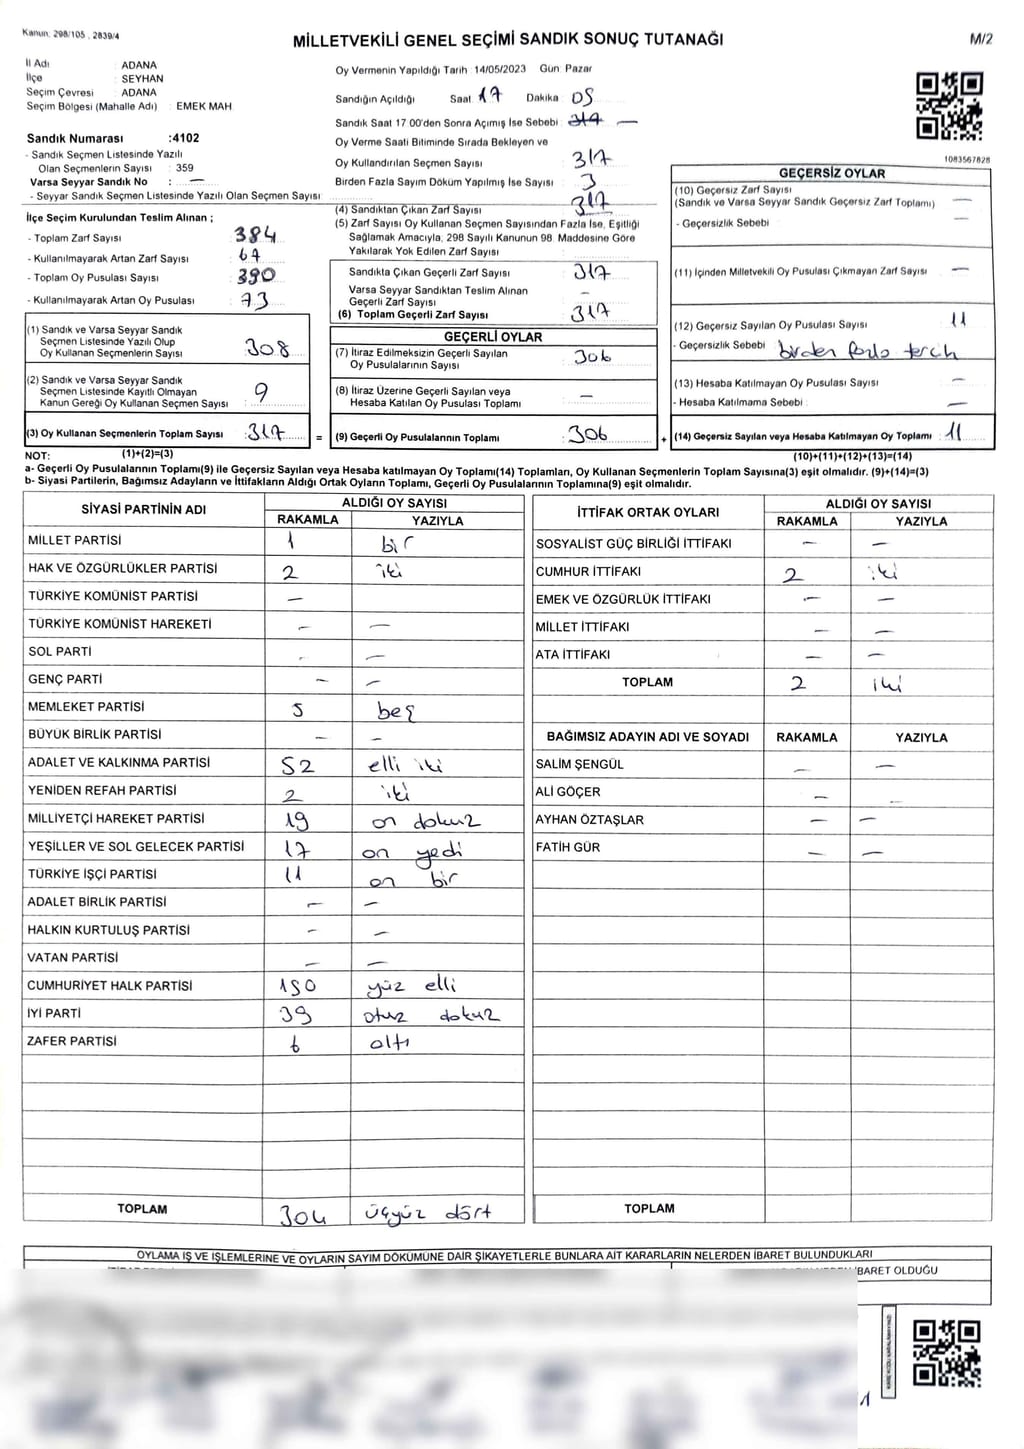 Kanun: 298/105 , 2839/4
MİLLETVEKİLİ GENEL SEÇİMİ SANDIK SONUÇ TUTANAĞI
M/2
İl Adı : ADANA
İlçe : SEYHAN
Seçim Çevresi : ADANA
Seçim Bölgesi (Mahalle Adı) : EMEK MAH
Sandık Numarası :4102
- Sandık Seçmen Listesinde Yazılı
Olan Seçmenlerin Sayısı : 359
Varsa Seyyar Sandık No : —
- Seyyar Sandık Seçmen Listesinde Yazılı Olan Seçmen Sayısı :
Oy Vermenin Yapıldığı Tarih :14/05/2023 Gün: Pazar
Sandığın Açıldığı Saat 17 Dakika 05
Sandık Saat 17 00'den Sonra Açımış İse Sebebi : 317 —
Oy Verme Saati Bitiminde Sırada Bekleyen ve
Oy Kullandırılan Seçmen Sayısı : 317
Birden Fazla Sayım Döküm Yapılmış İse Sayısı : 3
1083567828
İlçe Seçim Kurulundan Teslim Alınan ;
- Toplam Zarf Sayısı : 384
- Kullanılmayarak Artan Zarf Sayısı : 67
- Toplam Oy Pusulası Sayısı : 390
- Kullanılmayarak Artan Oy Pusulası : 73
(1) Sandık ve Varsa Seyyar Sandık
Seçmen Listesinde Yazılı Olup
Oy Kullanan Seçmenlerin Sayısı : 308
(2) Sandık ve Varsa Seyyar Sandık
Seçmen Listesinde Kayıtlı Olmayan
Kanun Gereği Oy Kullanan Seçmen Sayısı : 9
(3) Oy Kullanan Seçmenlerin Toplam Sayısı : 317 =
(4) Sandıktan Çıkan Zarf Sayısı : 317
(5) Zarf Sayısı Oy Kullanan Seçmen Sayısından Fazla İse, Eşitliği
Sağlamak Amacıyla, 298 Sayılı Kanunun 98. Maddesine Göre
Yakılarak Yok Edilen Zarf Sayısı :
Sandıkta Çıkan Geçerli Zarf Sayısı : 317
Varsa Seyyar Sandıktan Teslim Alınan
Geçerli Zarf Sayısı : —
(6) Toplam Geçerli Zarf Sayısı : 317
GEÇERLİ OYLAR
(7) İtiraz Edilmeksizin Geçerli Sayılan
Oy Pusulalarının Sayısı : 306
(8) İtiraz Üzerine Geçerli Sayılan veya
Hesaba Katılan Oy Pusulası Toplamı : —
(9) Geçerli Oy Pusulalarının Toplamı : 306 +
GEÇERSİZ OYLAR
(10) Geçersiz Zarf Sayısı : —
(Sandık ve Varsa Seyyar Sandık Geçersiz Zarf Toplamı)
- Geçersizlik Sebebi : —
(11) İçinden Milletvekili Oy Pusulası Çıkmayan Zarf Sayısı : —
(12) Geçersiz Sayılan Oy Pusulası Sayısı : 11
- Geçersizlik Sebebi : birden fazla tercih
(13) Hesaba Katılmayan Oy Pusulası Sayısı : —
- Hesaba Katılmama Sebebi : —
(14) Geçersiz Sayılan veya Hesaba Katılmayan Oy Toplamı : 11
NOT: (1)+(2)=(3)
(10)+(11)+(12)+(13)=(14)
a- Geçerli Oy Pusulalarının Toplamı(9) ile Geçersiz Sayılan veya Hesaba katılmayan Oy Toplamı(14) Toplamları, Oy Kullanan Seçmenlerin Toplam Sayısına(3) eşit olmalıdır. (9)+(14)=(3)
b- Siyasi Partilerin, Bağımsız Adayların ve İttifakların Aldığı Ortak Oyların Toplamı, Geçerli Oy Pusulalarının Toplamına(9) eşit olmalıdır.
SİYASİ PARTİNİN ADI ALDIĞI OY SAYISI
RAKAMLA YAZIYLA
MİLLET PARTİSİ 1 bir
HAK VE ÖZGÜRLÜKLER PARTİSİ 2 iki
TÜRKİYE KOMÜNİST PARTİSİ —
TÜRKİYE KOMÜNİST HAREKETİ — —
SOL PARTİ — —
GENÇ PARTİ — —
MEMLEKET PARTİSİ 5 beş
BÜYÜK BİRLİK PARTİSİ — —
ADALET VE KALKINMA PARTİSİ 52 elli iki
YENİDEN REFAH PARTİSİ 2 iki
MİLLİYETÇİ HAREKET PARTİSİ 19 on dokuz
YEŞİLLER VE SOL GELECEK PARTİSİ 17 on yedi
TÜRKİYE İŞÇİ PARTİSİ 11 on bir
ADALET BİRLİK PARTİSİ — —
HALKIN KURTULUŞ PARTİSİ — —
VATAN PARTİSİ — —
CUMHURİYET HALK PARTİSİ 150 yüz elli
İYİ PARTİ 39 otuz dokuz
ZAFER PARTİSİ 6 altı
TOPLAM 304 üçyüz dört
İTTİFAK ORTAK OYLARI ALDIĞI OY SAYISI
RAKAMLA YAZIYLA
SOSYALİST GÜÇ BİRLİĞİ İTTİFAKI — —
CUMHUR İTTİFAKI 2 iki
EMEK VE ÖZGÜRLÜK İTTİFAKI — —
MİLLET İTTİFAKI — —
ATA İTTİFAKI — —
TOPLAM 2 iki
BAĞIMSIZ ADAYIN ADI VE SOYADI RAKAMLA YAZIYLA
SALİM ŞENGÜL — —
ALİ GÖÇER — —
AYHAN ÖZTAŞLAR — —
FATİH GÜR — —
TOPLAM
OYLAMA İŞ VE İŞLEMLERİNE VE OYLARIN SAYIM DÖKÜMÜNE DAİR ŞİKAYETLERLE BUNLARA AİT KARARLARIN NELERDEN İBARET BULUNDUKLARI
İBARET OLDUĞU